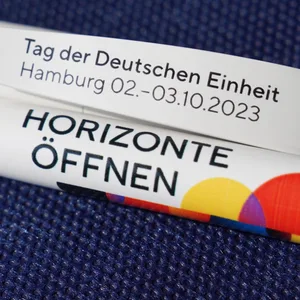 Tag der Deutschen Einheit
Hamburg 02.–03.10.2023
HORIZONTE
ÖFFNEN